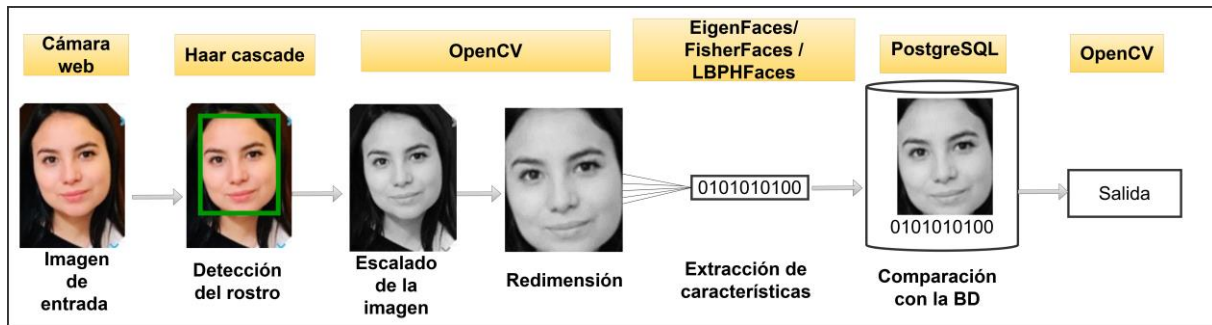 Cámara
web
Haar cascade
OpenCV
EigenFaces/
FisherFaces /
LBPHFaces
PostgreSQL
OpenCV
0101010100
0101010100
Salida
Imagen
de
entrada
Detección
del rostro
Escalado
de la
imagen
Redimensión
Extracción de
características
Comparación
con la BD